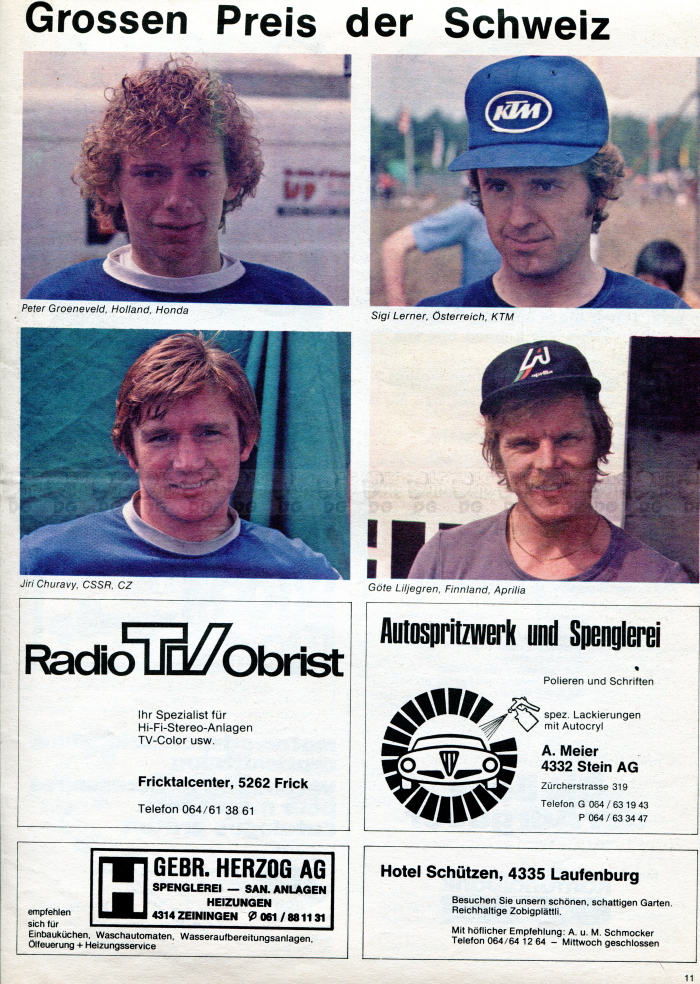 Grossen Preis der Schweiz
KTM
Peter Groeneveld, Holland, Honda
Sigi Lerner, Österreich, KTM
aprilia
Jiri Churavy, CSSR, CZ
Göte Liljegren, Finnland, Aprilia
Radio TV Obrist
Ihr Spezialist für
Hi-Fi-Stereo-Anlagen
TV-Color usw.
Fricktalcenter, 5262 Frick
Telefon 064/61 38 61
Autospritzwerk und Spenglerei
Polieren und Schriften
spez. Lackierungen
mit Autocryl
A. Meier
4332 Stein AG
Zürcherstrasse 319
Telefon G 064 / 63 19 43
P 064 / 63 34 47
H
GEBR. HERZOG AG
SPENGLEREI — SAN. ANLAGEN
HEIZUNGEN
4314 ZEININGEN ✆ 061 / 88 11 31
empfehlen
sich für
Einbauküchen, Waschautomaten, Wasseraufbereitungsanlagen,
Ölfeuerung + Heizungsservice
Hotel Schützen, 4335 Laufenburg
Besuchen Sie unsern schönen, schattigen Garten.
Reichhaltige Zobigplättli.
Mit höflicher Empfehlung: A. u. M. Schmocker
Telefon 064/64 12 64 – Mittwoch geschlossen
11